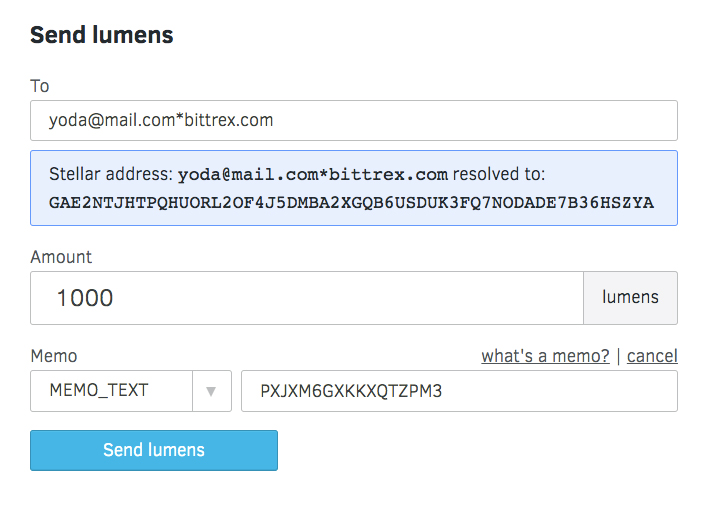 Send lumens
To
yoda@mail.com*bittrex.com
Stellar address: yoda@mail.com*bittrex.com resolved to:
GAE2NTJHTPQHUORL2OF4J5DMBA2XGQB6USDUK3FQ7NODADE7B36HSZYA
Amount
1000 lumens
Memo what's a memo? | cancel
MEMO_TEXT PXJXM6GXKKXQTZPM3
Send lumens